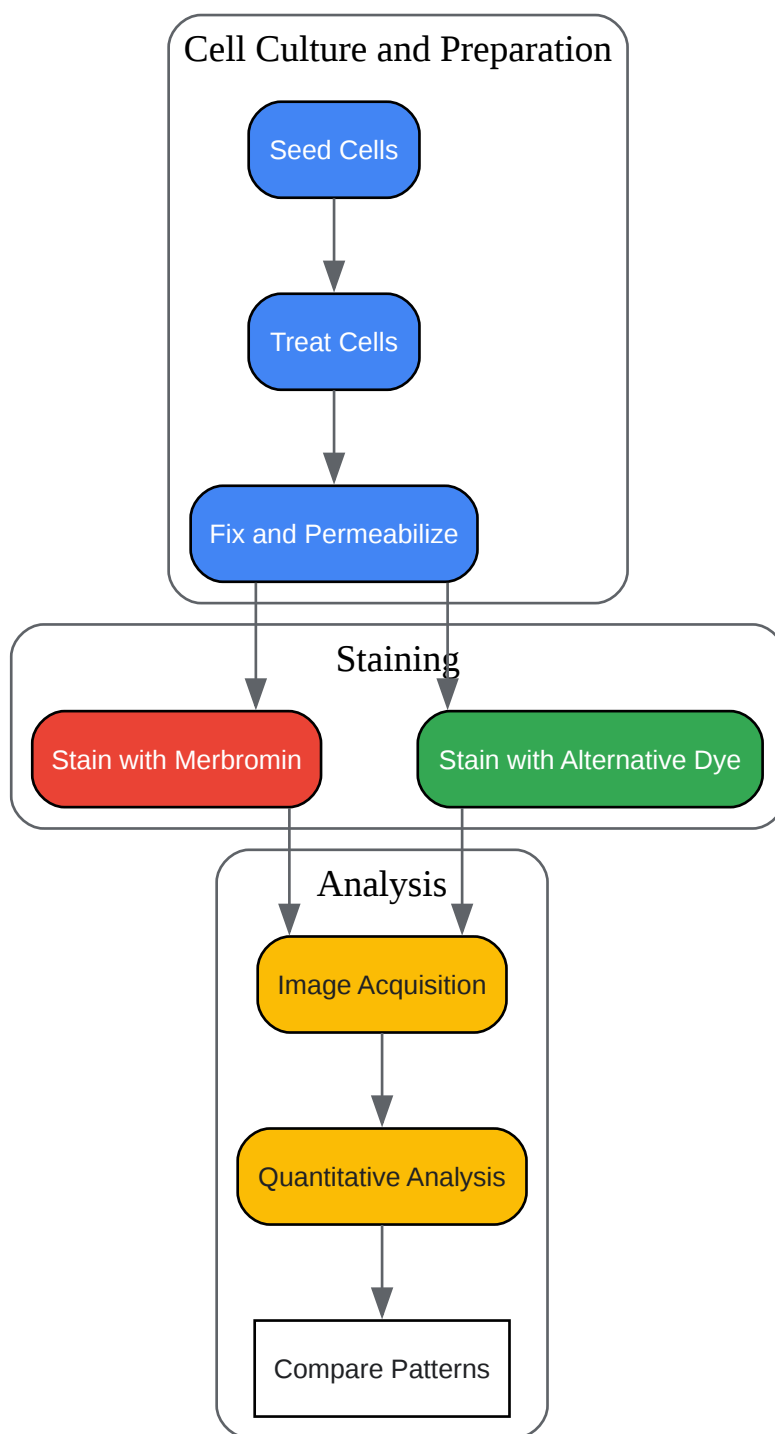 Cell Culture and Preparation
Seed Cells
Treat Cells
Fix and Permeabilize
Staining
Stain with Merbromin
Stain with Alternative Dye
Analysis
Image Acquisition
Quantitative Analysis
Compare Patterns